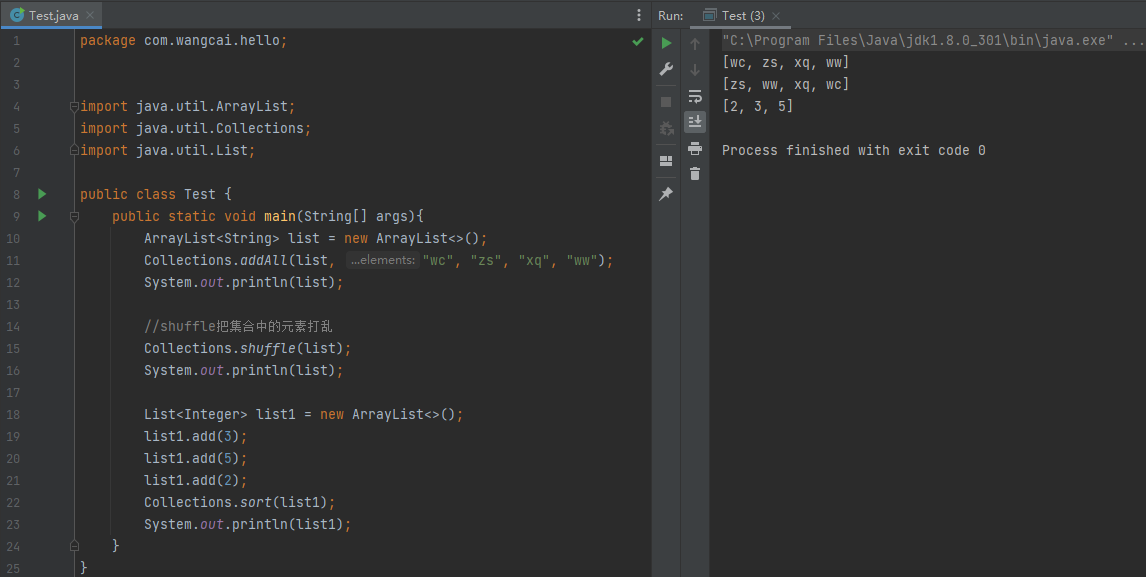 Test.java
1 package com.wangcai.hello;
2
3
4 import java.util.ArrayList;
5 import java.util.Collections;
6 import java.util.List;
7
8 public class Test {
9 public static void main(String[] args){
10 ArrayList<String> list = new ArrayList<>();
11 Collections.addAll(list, ...elements: "wc", "zs", "xq", "ww");
12 System.out.println(list);
13
14 //shuffle把集合中的元素打乱
15 Collections.shuffle(list);
16 System.out.println(list);
17
18 List<Integer> list1 = new ArrayList<>();
19 list1.add(3);
20 list1.add(5);
21 list1.add(2);
22 Collections.sort(list1);
23 System.out.println(list1);
24 }
25 }
Run: Test (3)
"C:\Program Files\Java\jdk1.8.0_301\bin\java.exe" ...
[wc, zs, xq, ww]
[zs, ww, xq, wc]
[2, 3, 5]
Process finished with exit code 0